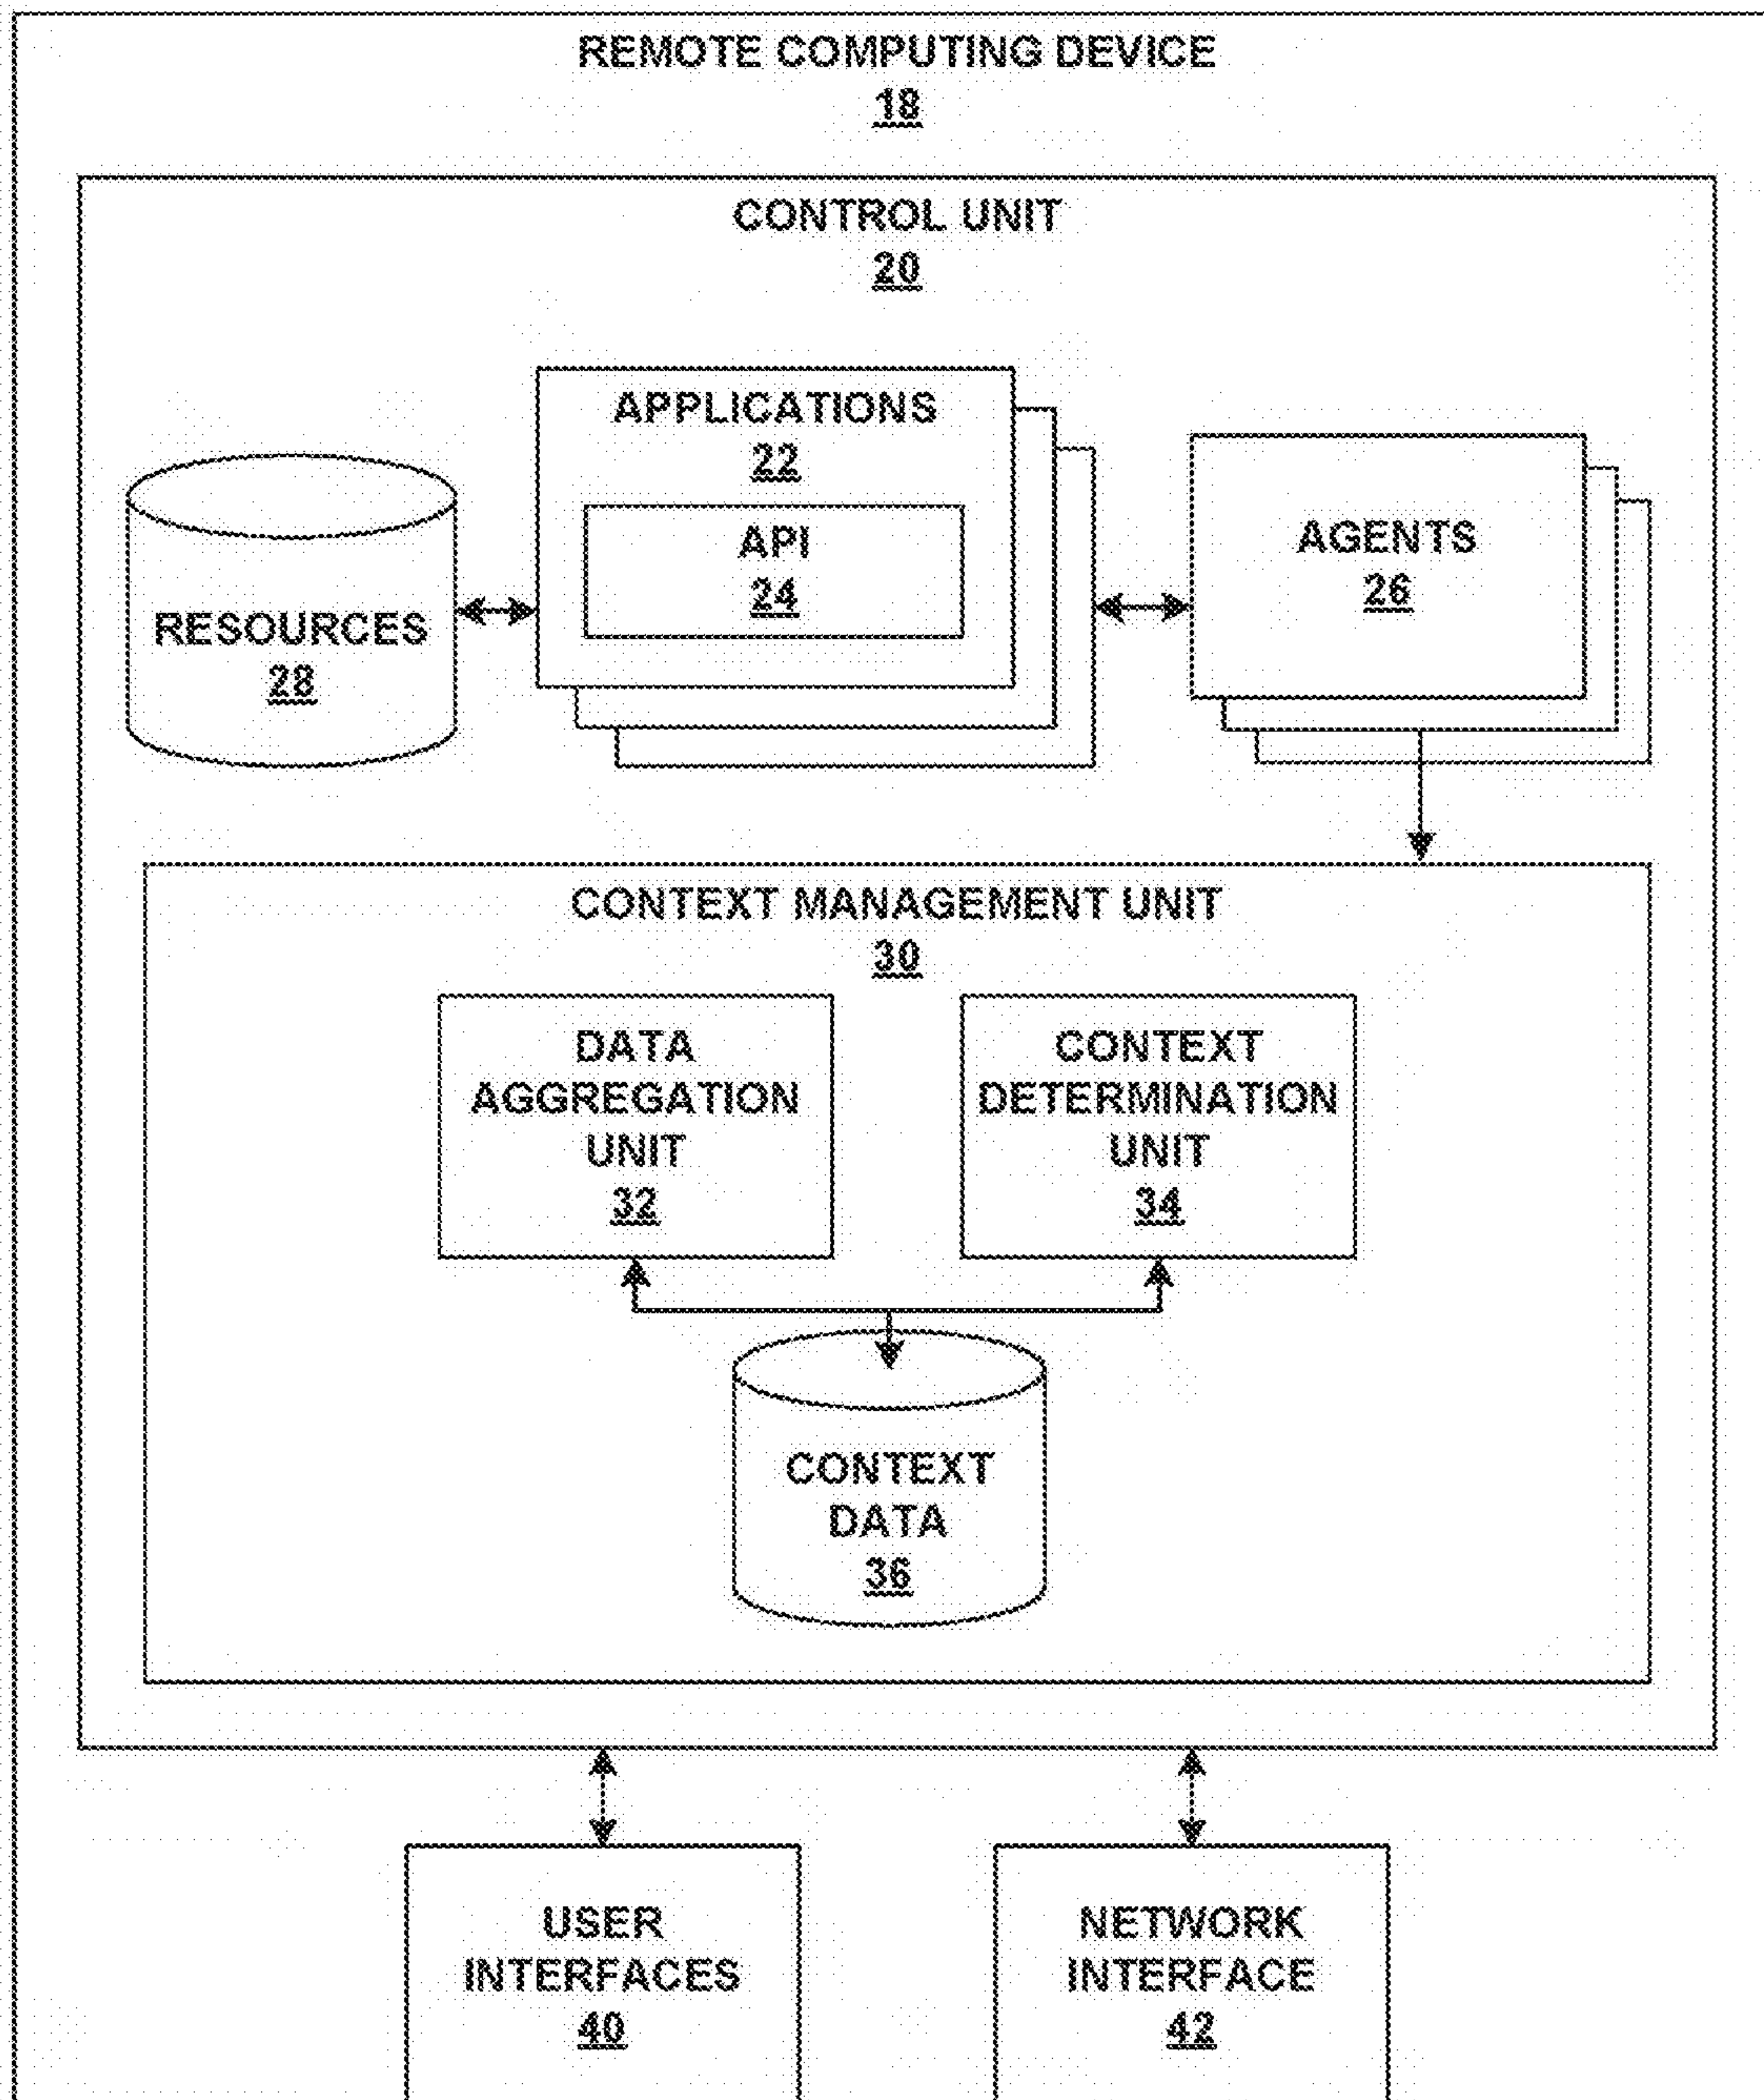 REMOTE COMPUTING DEVICE
18
CONTROL UNIT
20
APPLICATIONS
22
API
24
AGENTS
26
RESOURCES
28
CONTEXT MANAGEMENT UNIT
30
DATA
AGGREGATION
UNIT
32
CONTEXT
DETERMINATION
UNIT
34
CONTEXT
DATA
36
USER
INTERFACES
40
NETWORK
INTERFACE
42